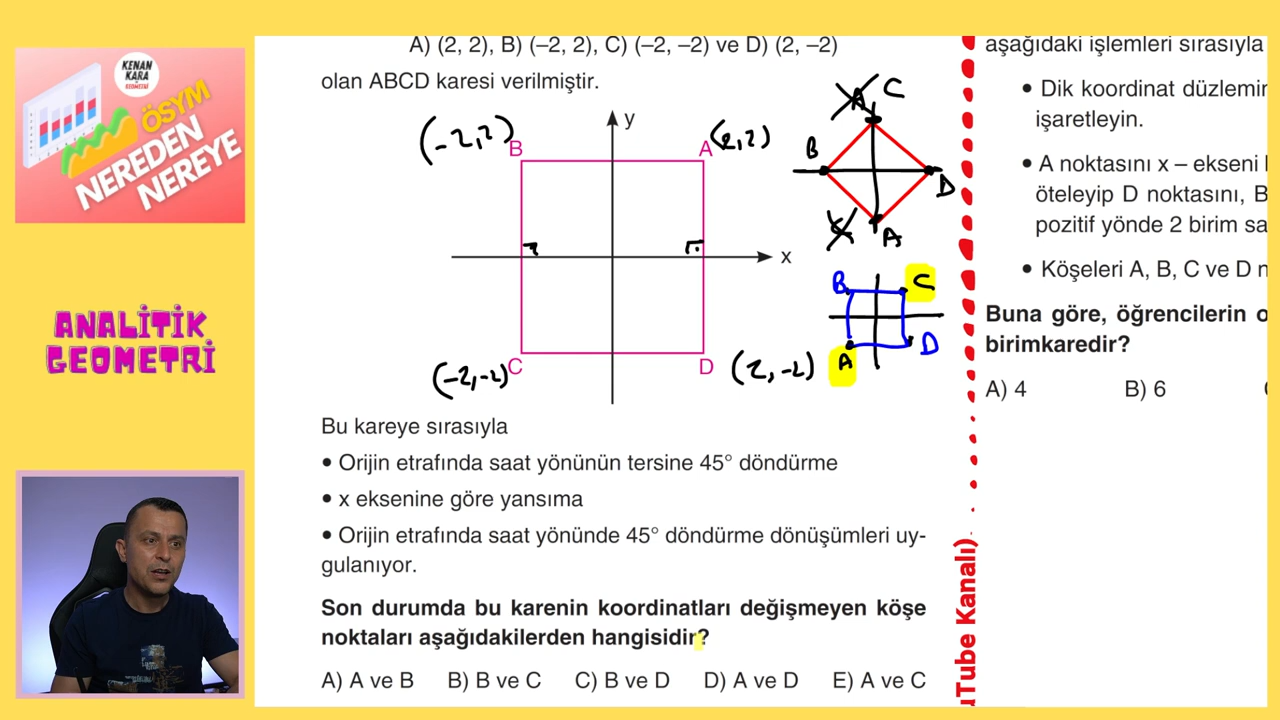 KENAN
KARA
GEOMETRİ
ÖSYM
NEREDEN
NEREYE
ANALİTİK
GEOMETRİ
A) (2, 2), B) (–2, 2), C) (–2, –2) ve D) (2, –2)
olan ABCD karesi verilmiştir.
y
(-2,2)
B
A
(2,2)
x
(-2,-2)
C
D
(2,-2)
A C
B
D
C A
B C
A D
Bu kareye sırasıyla
• Orijin etrafında saat yönünün tersine 45° döndürme
• x eksenine göre yansıma
• Orijin etrafında saat yönünde 45° döndürme dönüşümleri uy-
gulanıyor.
Son durumda bu karenin koordinatları değişmeyen köşe
noktaları aşağıdakilerden hangisidir?
A) A ve B B) B ve C C) B ve D D) A ve D E) A ve C
uTube Kanalı)
aşağıdaki işlemleri sırasıyla
• Dik koordinat düzlemin
işaretleyin.
• A noktasını x – ekseni
öteleyip D noktasını, B
pozitif yönde 2 birim sa
• Köşeleri A, B, C ve D n
Buna göre, öğrencilerin o
birimkaredir?
A) 4 B) 6